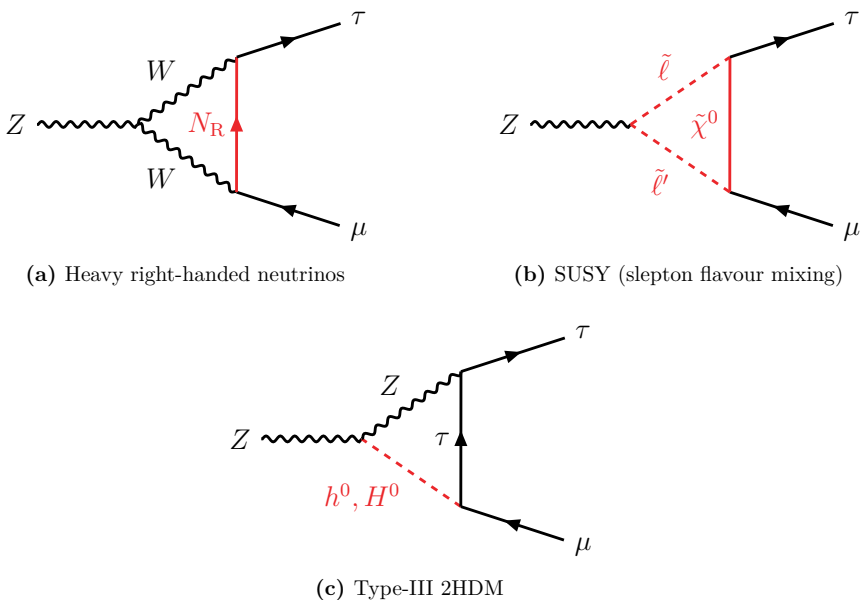 τ
W
Z
N_R
W
μ
(a) Heavy right-handed neutrinos
τ
ℓ̃
Z
χ̃⁰
ℓ̃′
μ
(b) SUSY (slepton flavour mixing)
τ
Z
Z
τ
h⁰, H⁰
μ
(c) Type-III 2HDM